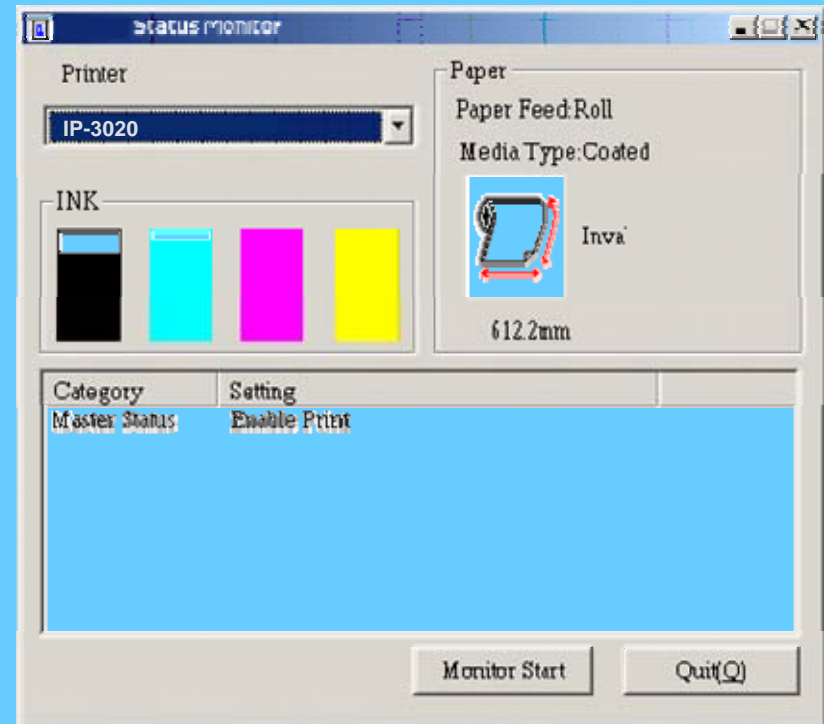 Status Monitor
Printer
IP-3020
INK
Paper
Paper Feed:Roll
Media Type:Coated
Inva
612.2mm
Category Setting
Master Status Enable Print
Monitor Start Quit(Q)